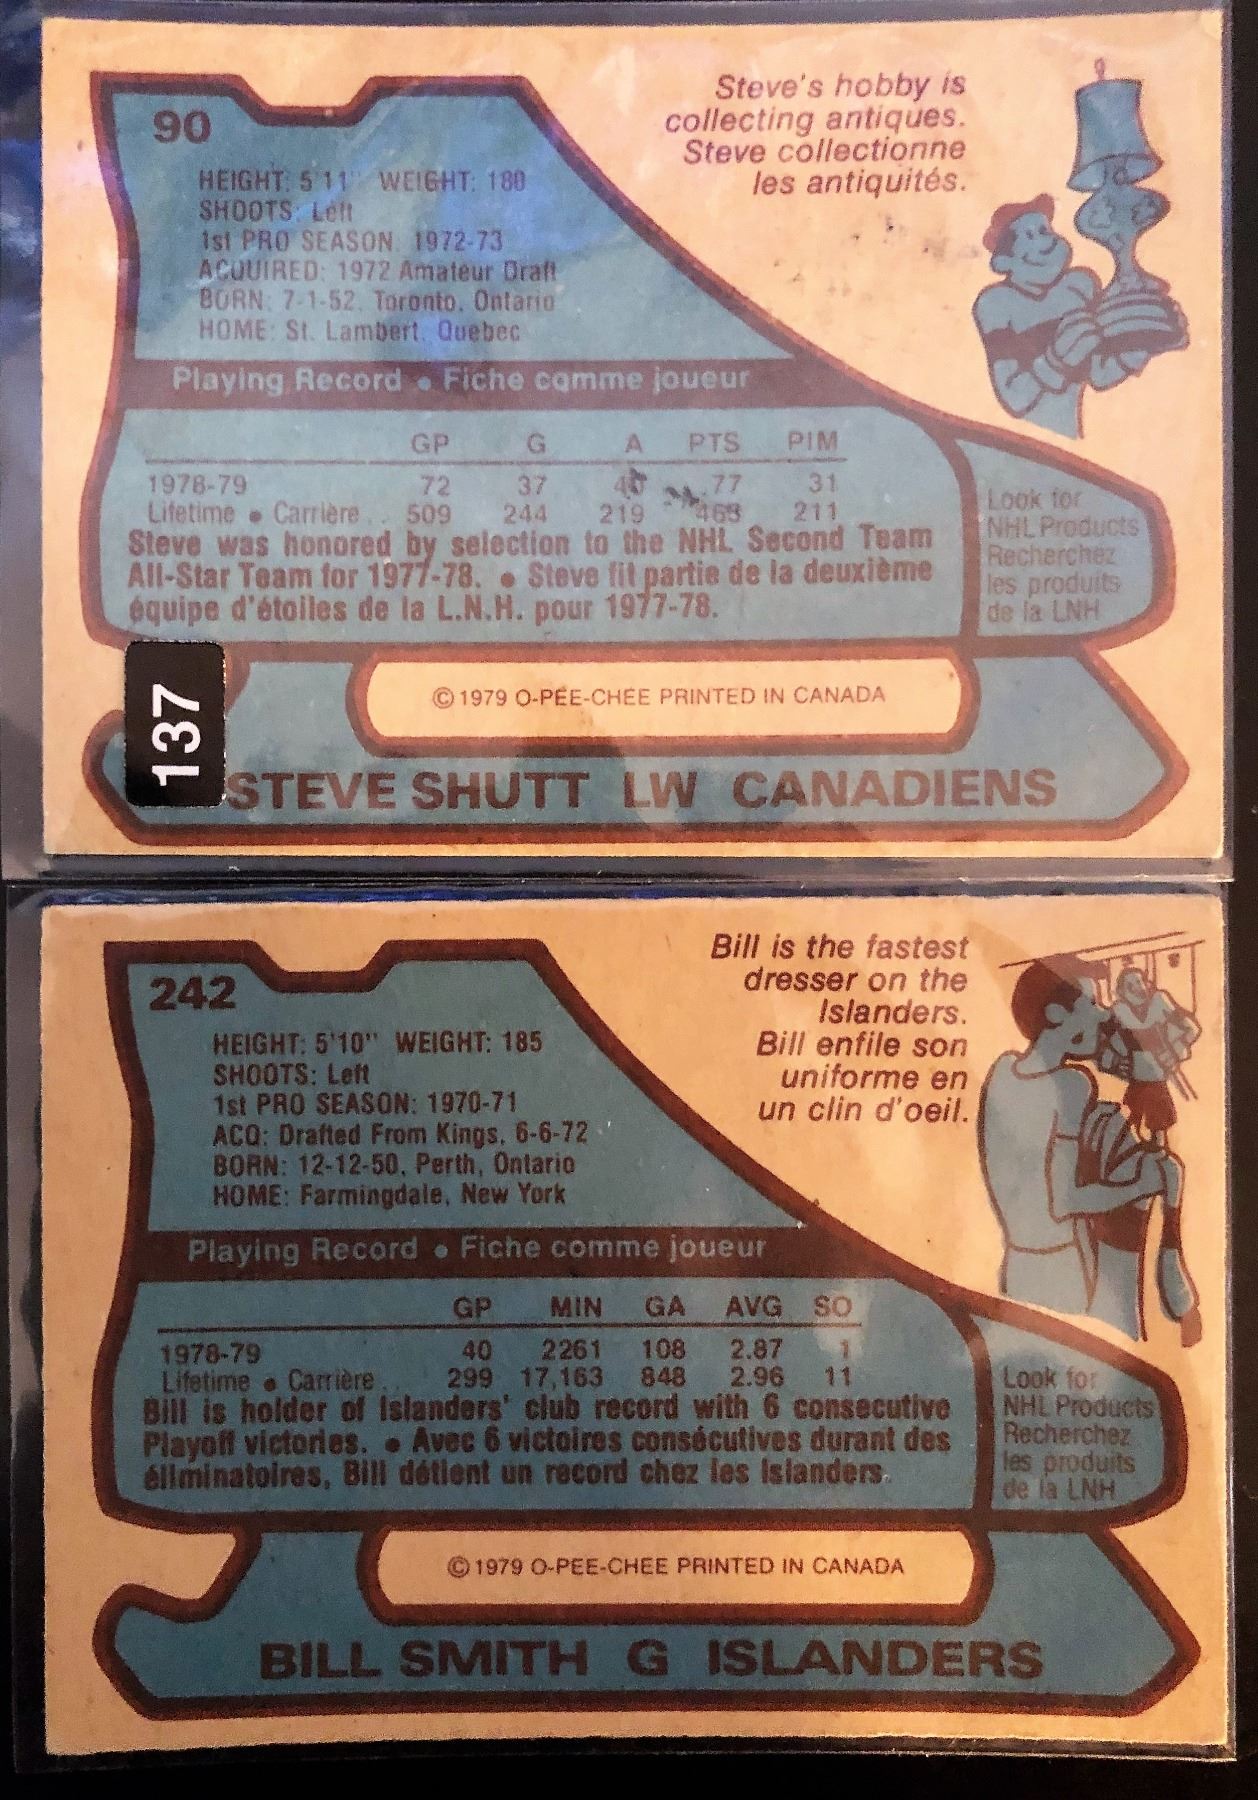 90
Steve's hobby is
collecting antiques.
Steve collectionne
les antiquités.
HEIGHT: 5'11" WEIGHT: 180
SHOOTS: Left
1st PRO SEASON: 1972-73
ACQUIRED: 1972 Amateur Draft
BORN: 7-1-52, Toronto, Ontario
HOME: St. Lambert, Quebec
Playing Record • Fiche comme joueur
GP G A PTS PIM
1978-79 72 37 40 77 31
Lifetime • Carrière.. 509 244 219 463 211
Steve was honored by selection to the NHL Second Team
All-Star Team for 1977-78. • Steve fit partie de la deuxième
équipe d'étoiles de la L.N.H. pour 1977-78.
Look for
NHL Products
Recherchez
les produits
de la LNH
137
© 1979 O-PEE-CHEE PRINTED IN CANADA
STEVE SHUTT LW CANADIENS
242
Bill is the fastest
dresser on the
Islanders.
Bill enfile son
uniforme en
un clin d'oeil.
HEIGHT: 5'10" WEIGHT: 185
SHOOTS: Left
1st PRO SEASON: 1970-71
ACQ: Drafted From Kings, 6-6-72
BORN: 12-12-50, Perth, Ontario
HOME: Farmingdale, New York
Playing Record • Fiche comme joueur
GP MIN GA AVG SO
1978-79 40 2261 108 2.87 1
Lifetime • Carrière.. 299 17,163 848 2.96 11
Bill is holder of Islanders' club record with 6 consecutive
Playoff victories. • Avec 6 victoires consécutives durant des
éliminatoires, Bill détient un record chez les Islanders.
Look for
NHL Products
Recherchez
les produits
de la LNH
© 1979 O-PEE-CHEE PRINTED IN CANADA
BILL SMITH G ISLANDERS